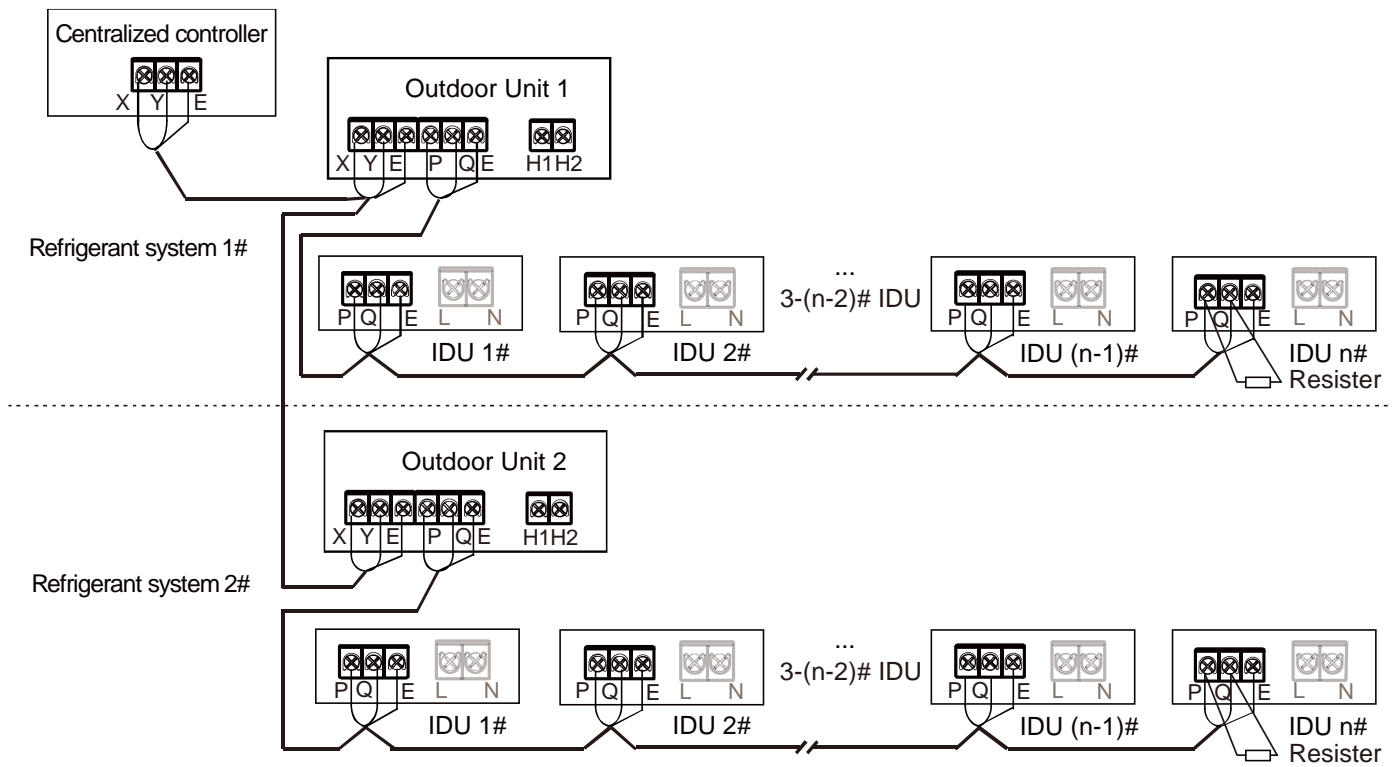 Centralized controller
X Y E
Outdoor Unit 1
X Y E P Q E H1 H2
Refrigerant system 1#
P Q E L N
IDU 1#
P Q E L N
IDU 2#
...
3-(n-2)# IDU
P Q E L N
IDU (n-1)#
P Q E L N
IDU n#
Resister
Outdoor Unit 2
X Y E P Q E H1H2
Refrigerant system 2#
P Q E L N
IDU 1#
P Q E L N
IDU 2#
...
3-(n-2)# IDU
P Q E L N
IDU (n-1)#
P Q E L N
IDU n#
Resister